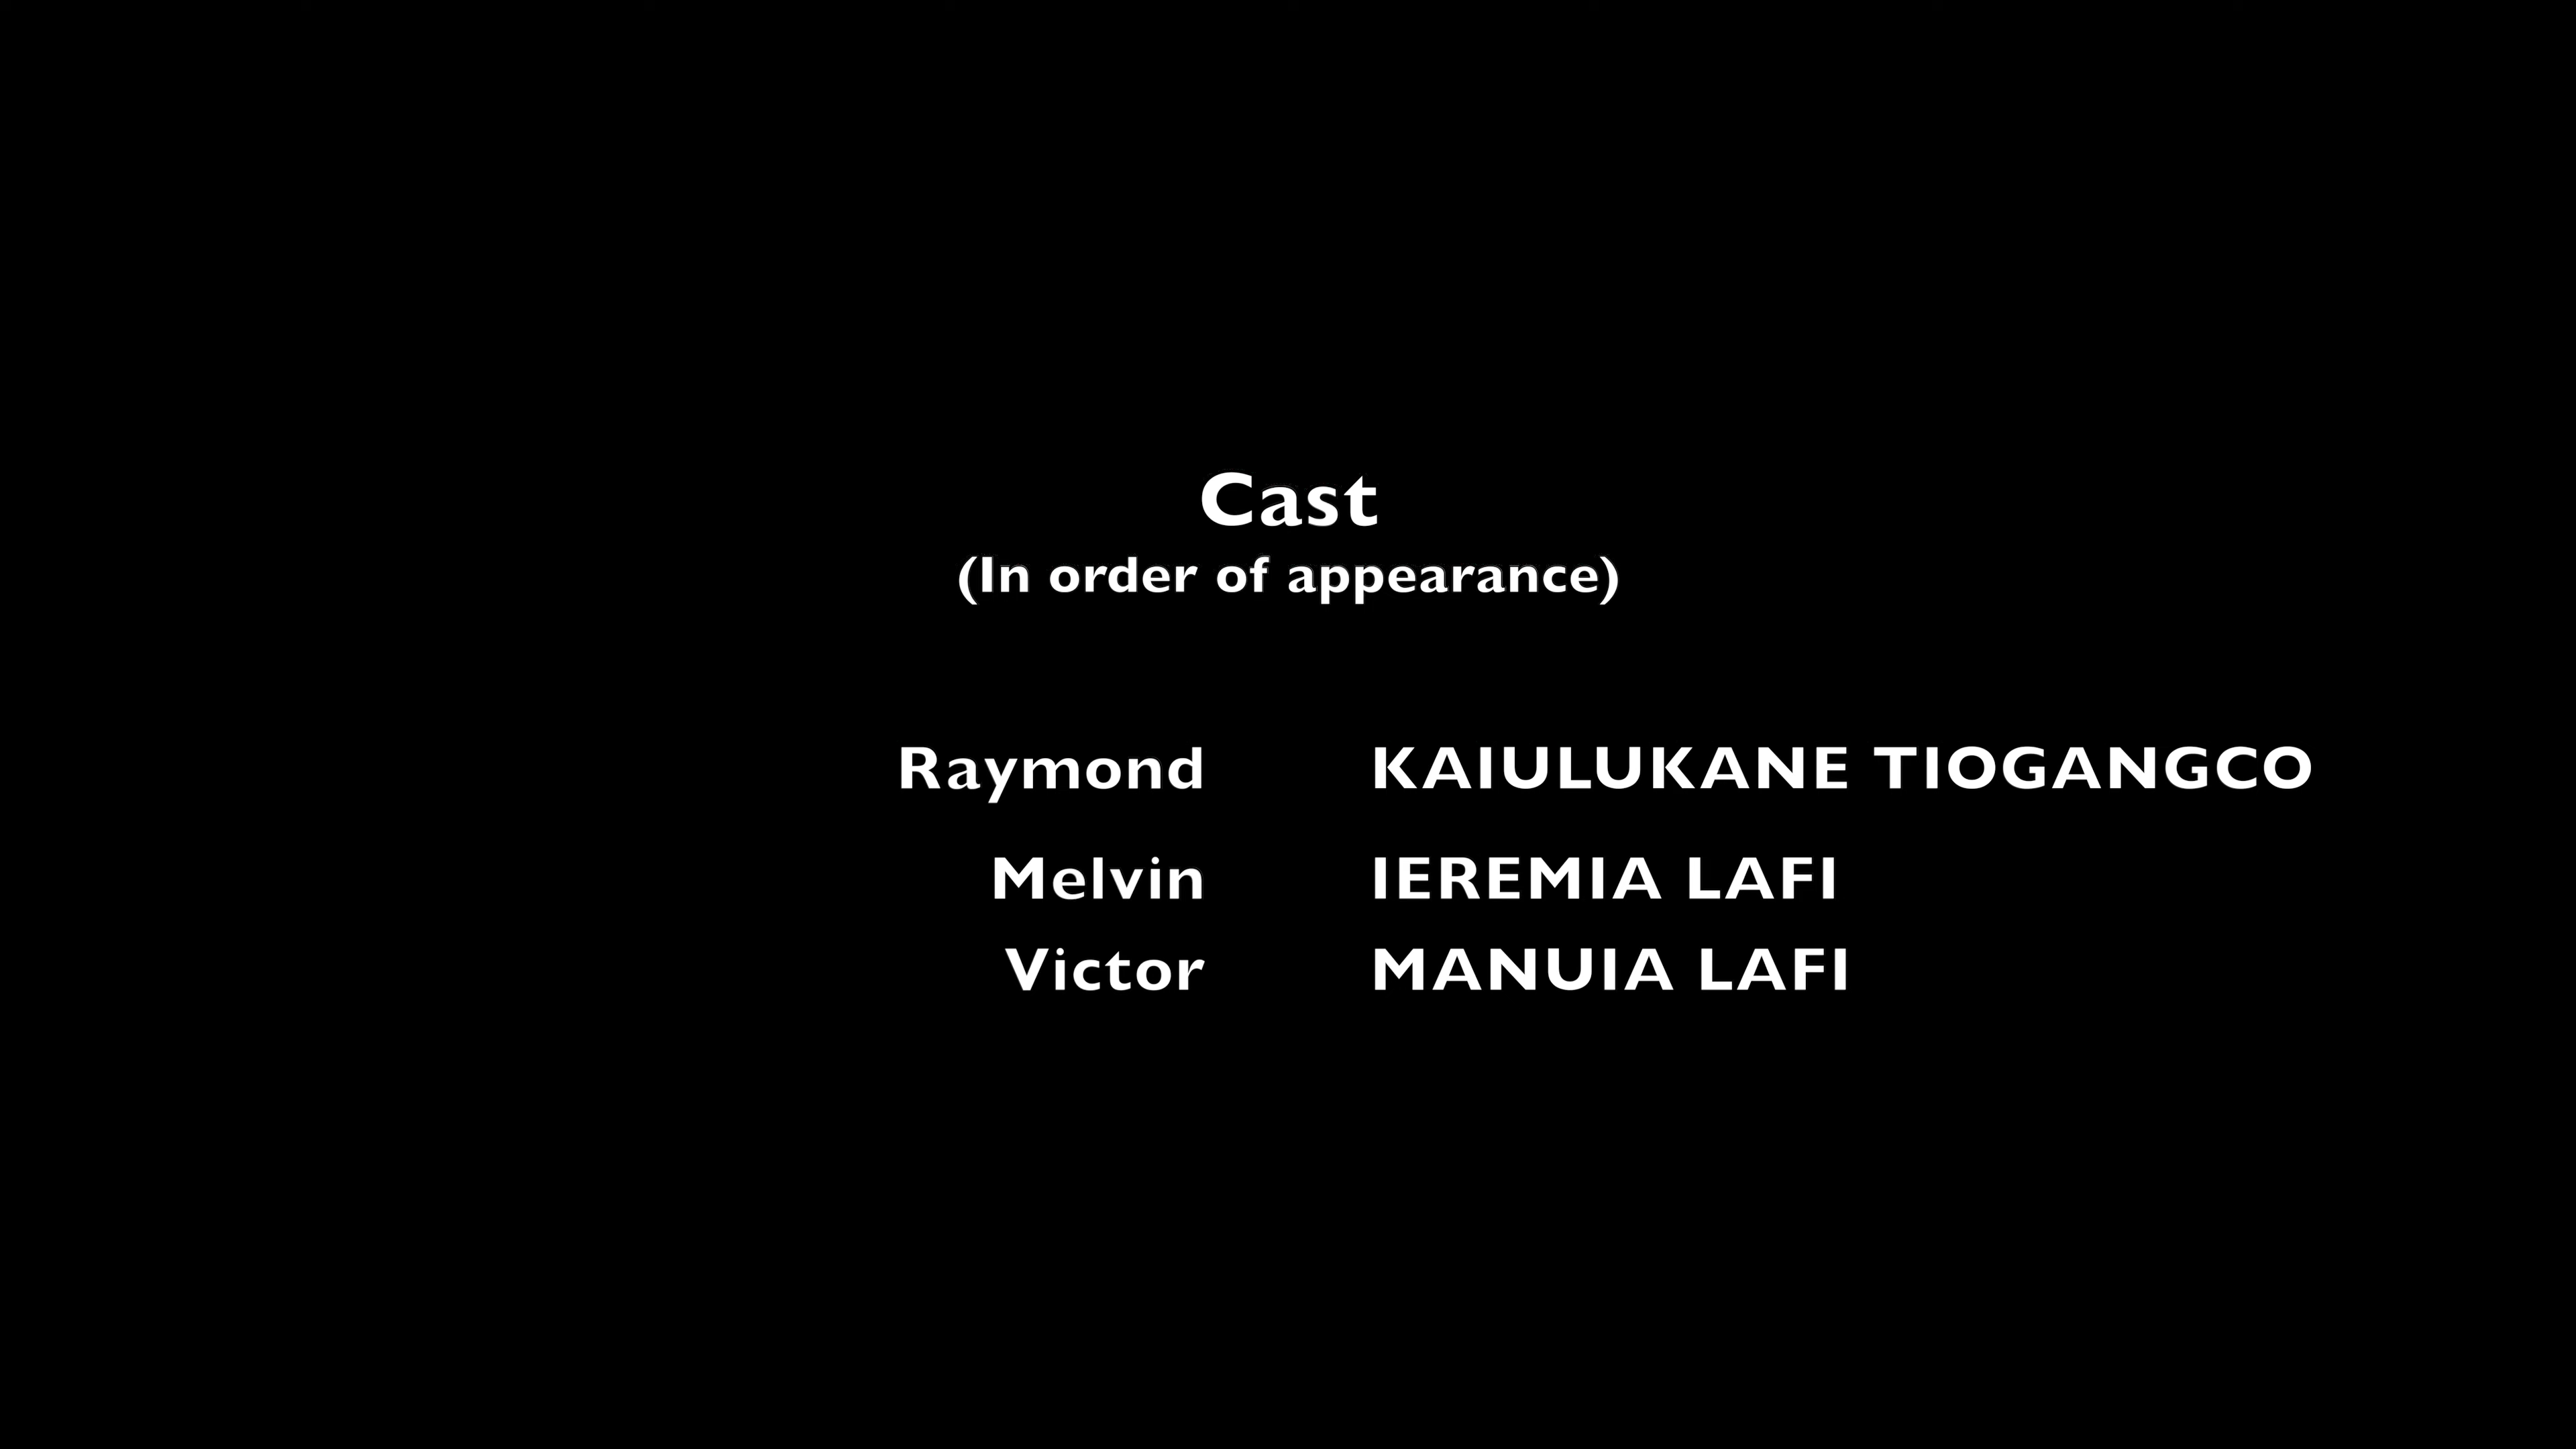 Cast
(In order of appearance)
Raymond KAIULUKANE TIOGANGCO
Melvin IEREMIA LAFI
Victor MANUIA LAFI